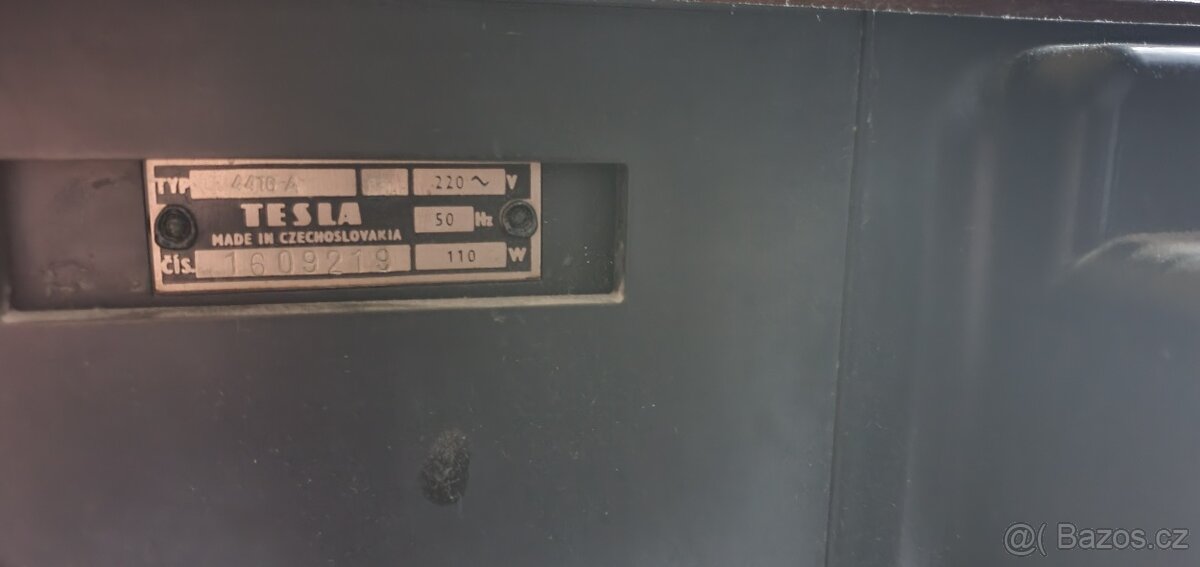 TYP 4410 A 220 ~ V
TESLA 50 Hz
MADE IN CZECHOSLOVAKIA
ČÍS. 1609219 110 W
@( Bazos.cz